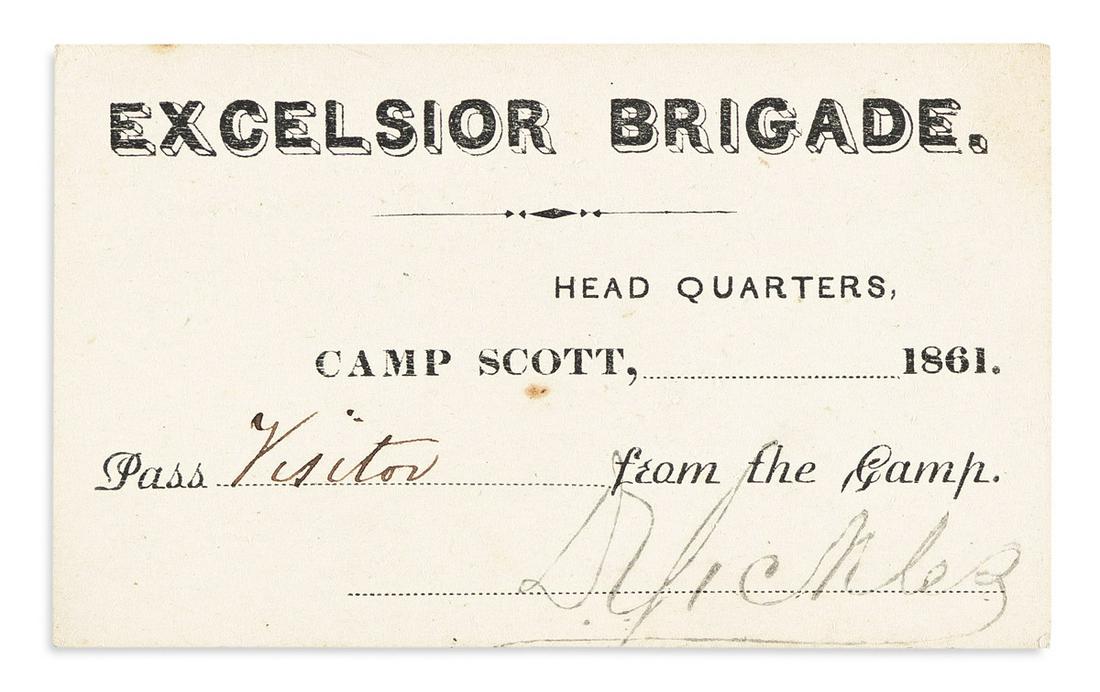 EXCELSIOR BRIGADE.
HEAD QUARTERS,
CAMP SCOTT, 1861.
Pass Visitor from the Camp.
D. Sickles